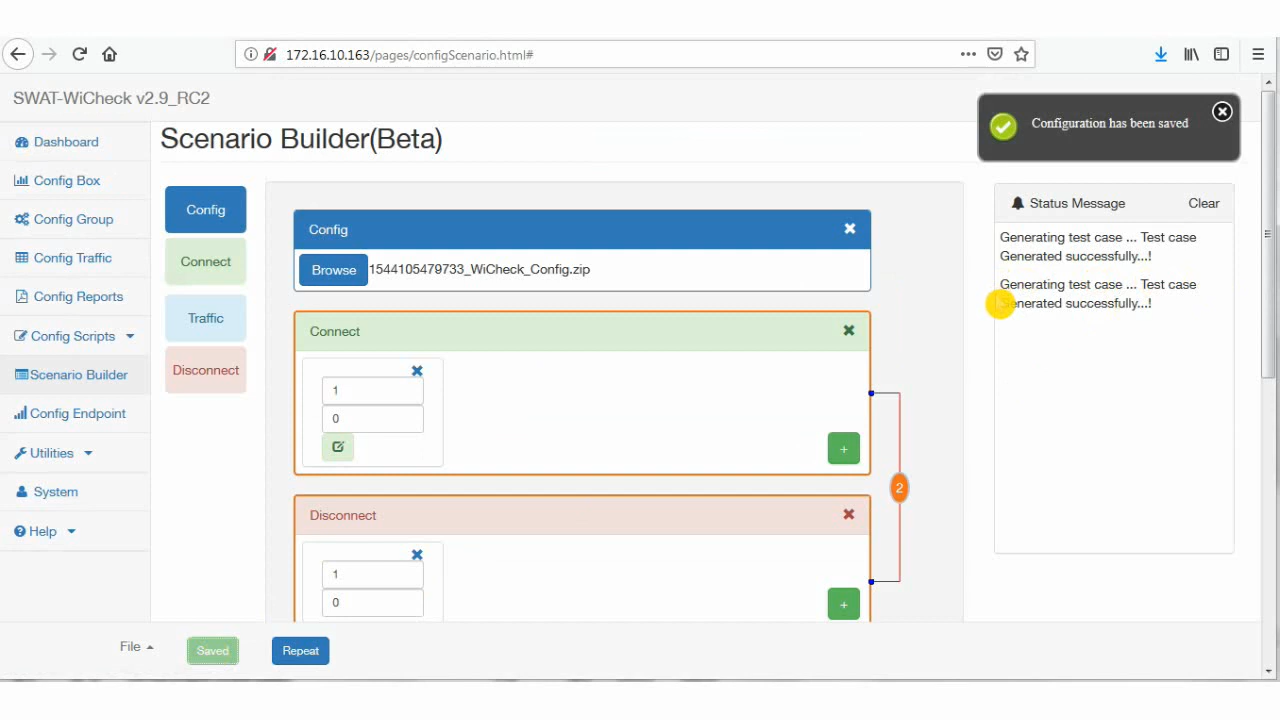 172.16.10.163/pages/configScenario.html#
SWAT-WiCheck v2.9_RC2
Configuration has been saved
Dashboard
Config Box
Config Group
Config Traffic
Config Reports
Config Scripts
Scenario Builder
Config Endpoint
Utilities
System
Help
Scenario Builder(Beta)
Config
Connect
Traffic
Disconnect
Config
Browse 1544105479733_WiCheck_Config.zip
Connect
1
0
+
Disconnect
1
0
+
2
Status Message Clear
Generating test case ... Test case
Generated successfully...!
Generating test case ... Test case
Generated successfully...!
File Saved Repeat